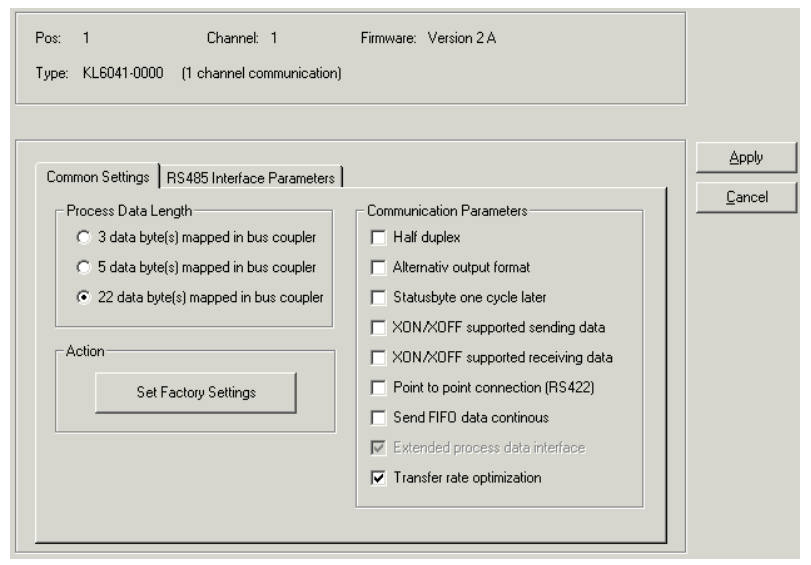 Pos: 1 Channel: 1 Firmware: Version 2A
Type: KL6041-0000 (1 channel communication)
Apply
Cancel
Common Settings RS485 Interface Parameters
Process Data Length
3 data byte(s) mapped in bus coupler
5 data byte(s) mapped in bus coupler
22 data byte(s) mapped in bus coupler
Action
Set Factory Settings
Communication Parameters
Half duplex
Alternativ output format
Statusbyte one cycle later
XON/XOFF supported sending data
XON/XOFF supported receiving data
Point to point connection (RS422)
Send FIFO data continous
Extended process data interface
Transfer rate optimization